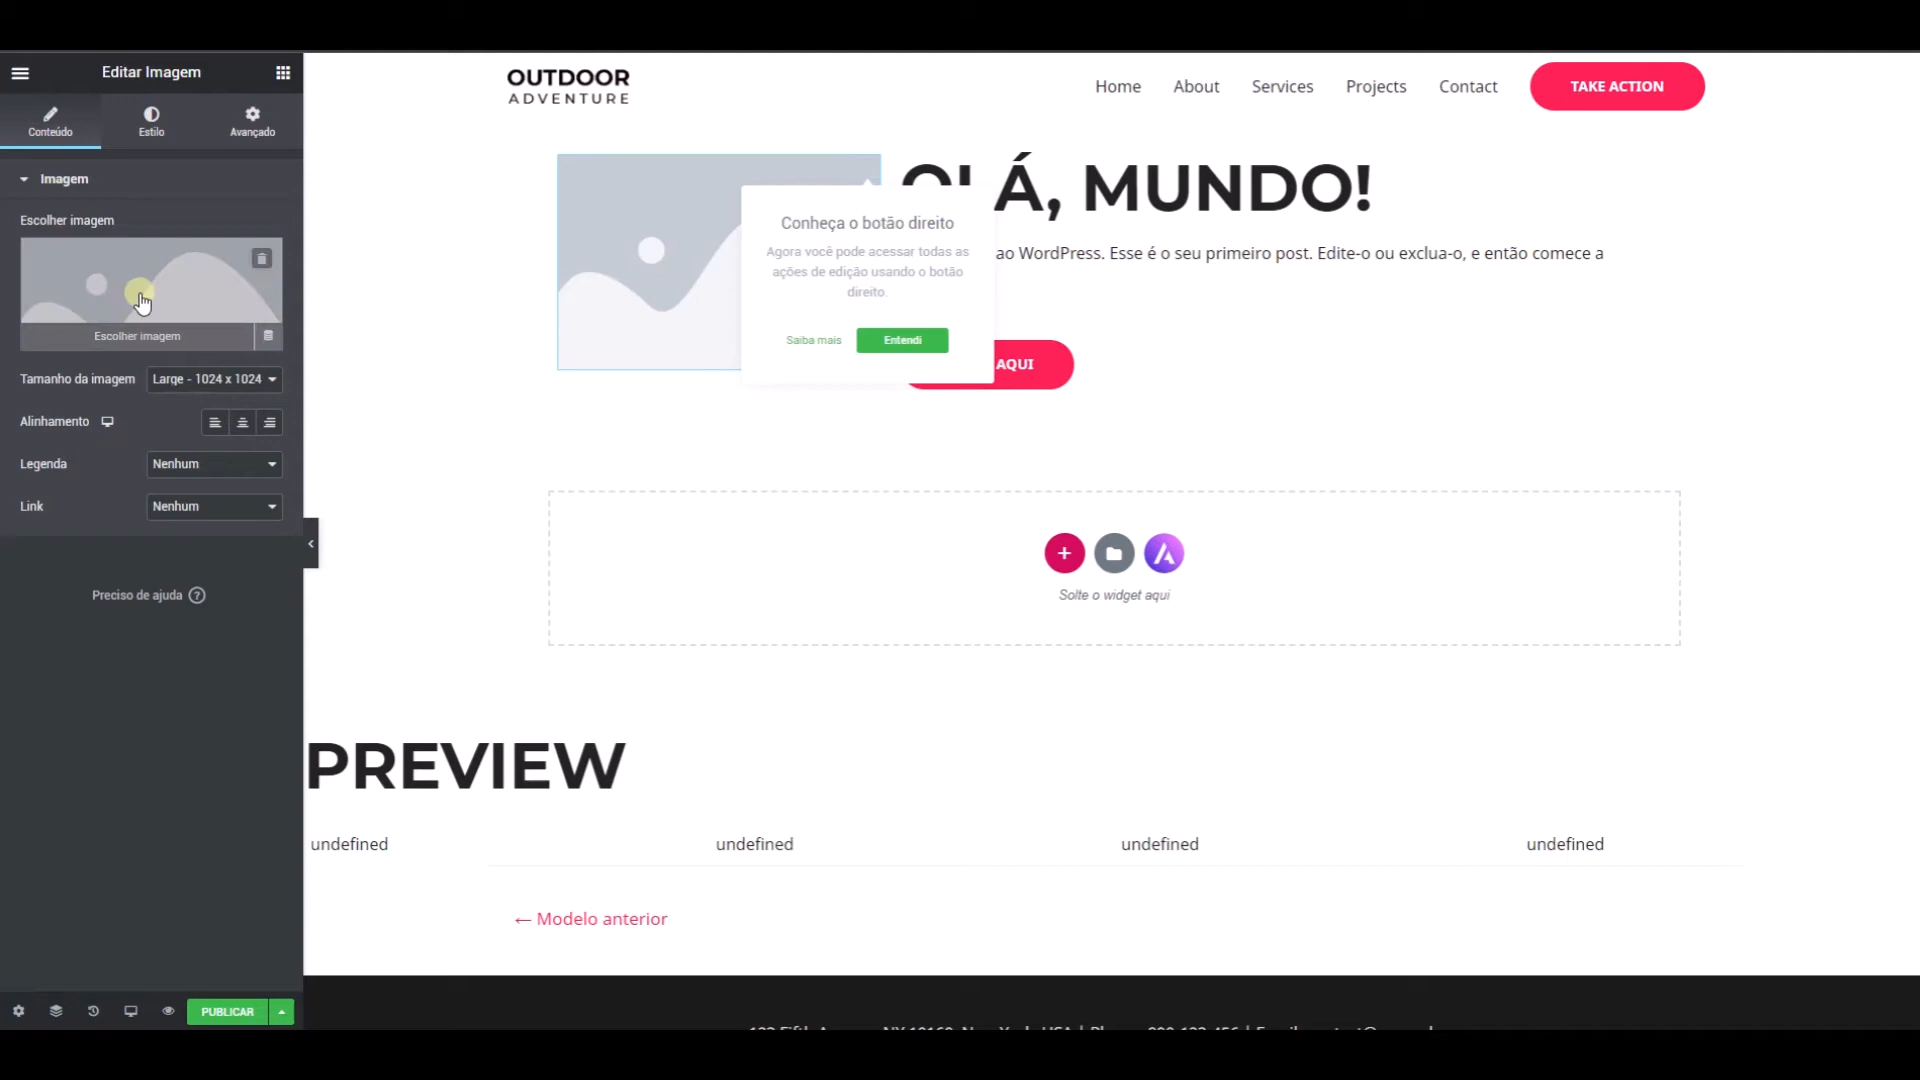 Editar Imagem
Conteúdo
Estilo
Avançado
Imagem
Escolher imagem
Escolher imagem
Tamanho da imagem
Large - 1024 x 1024
Alinhamento
Legenda
Nenhum
Link
Nenhum
Preciso de ajuda
PUBLICAR
OUTDOOR
ADVENTURE
Home
About
Services
Projects
Contact
TAKE ACTION
OLÁ, MUNDO!
ao WordPress. Esse é o seu primeiro post. Edite-o ou exclua-o, e então comece a
Conheça o botão direito
Agora você pode acessar todas as
ações de edição usando o botão
direito.
Saiba mais
Entendi
AQUI
Solte o widget aqui
PREVIEW
undefined
undefined
undefined
undefined
← Modelo anterior